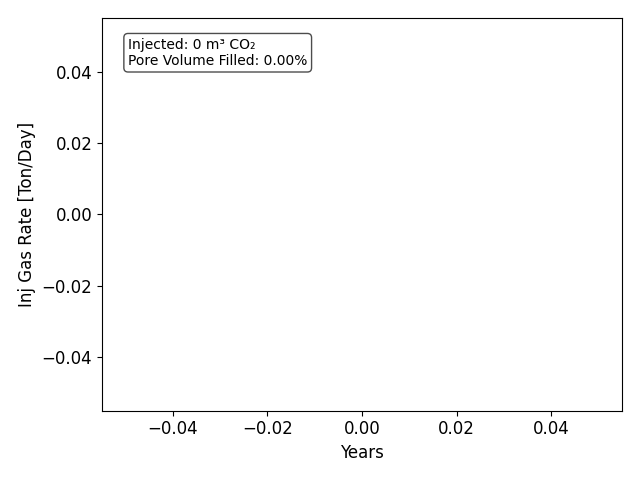 Injected: 0 m³ CO₂
Pore Volume Filled: 0.00%
0.04
0.02
0.00
−0.02
−0.04
Inj Gas Rate [Ton/Day]
−0.04 −0.02 0.00 0.02 0.04
Years